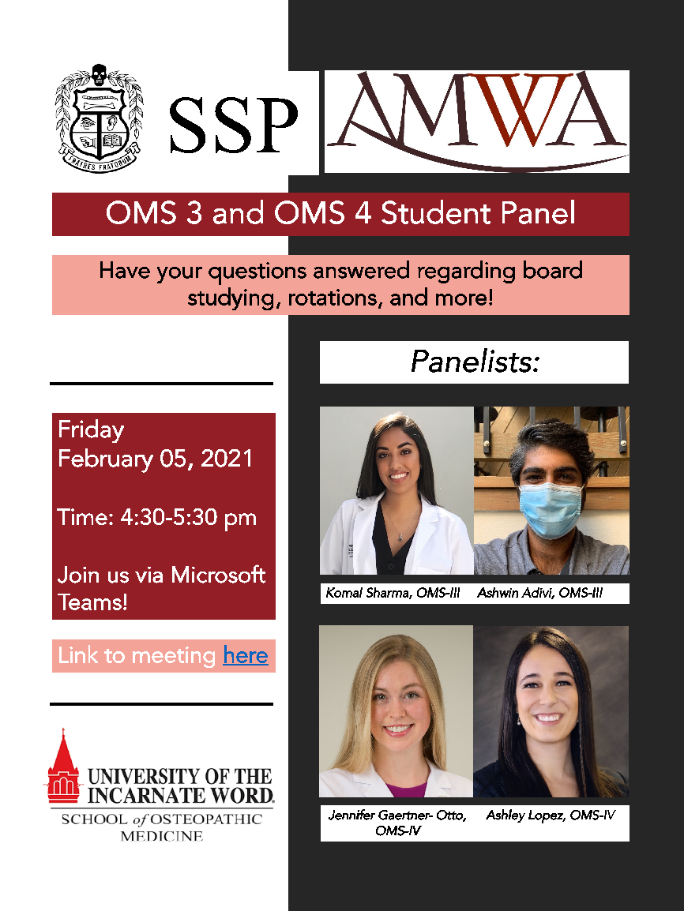 FRATRES FRATORUM
SSP
AMWA
OMS 3 and OMS 4 Student Panel
Have your questions answered regarding board
studying, rotations, and more!
Panelists:
Friday
February 05, 2021
Time: 4:30-5:30 pm
Join us via Microsoft
Teams!
Link to meeting here
Komal Sharma, OMS-III
Ashwin Adivi, OMS-III
Jennifer Gaertner- Otto,
OMS-IV
Ashley Lopez, OMS-IV
UNIVERSITY OF THE
INCARNATE WORD.
SCHOOL of OSTEOPATHIC
MEDICINE